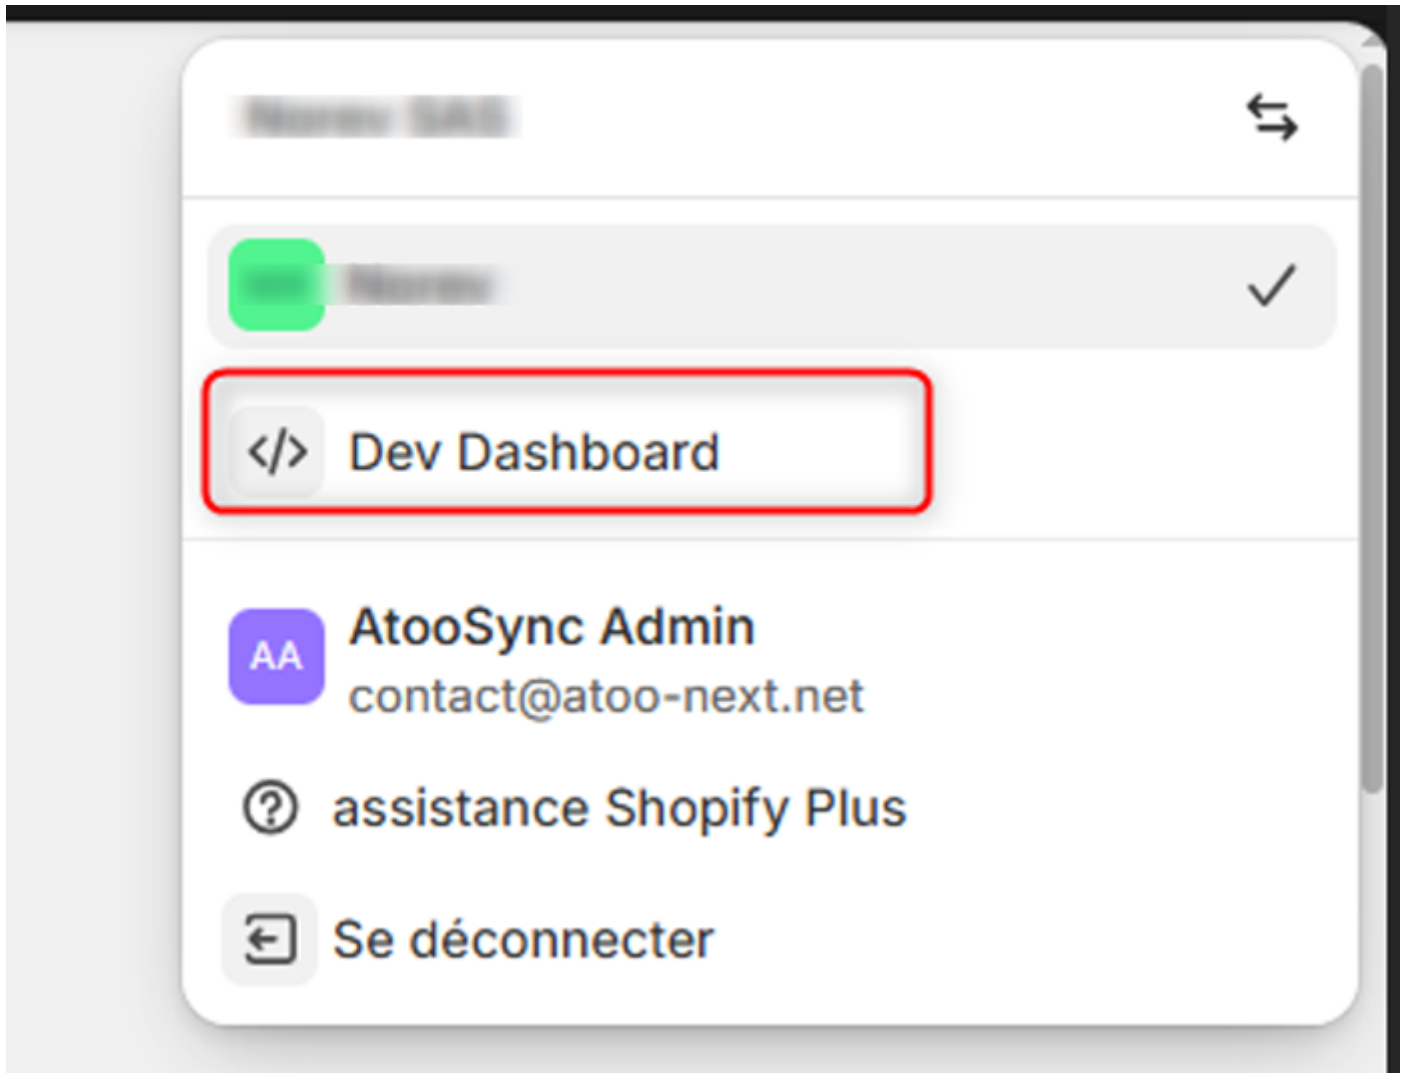 Dev Dashboard
AA
AtooSync Admin
contact@atoo-next.net
assistance Shopify Plus
Se déconnecter